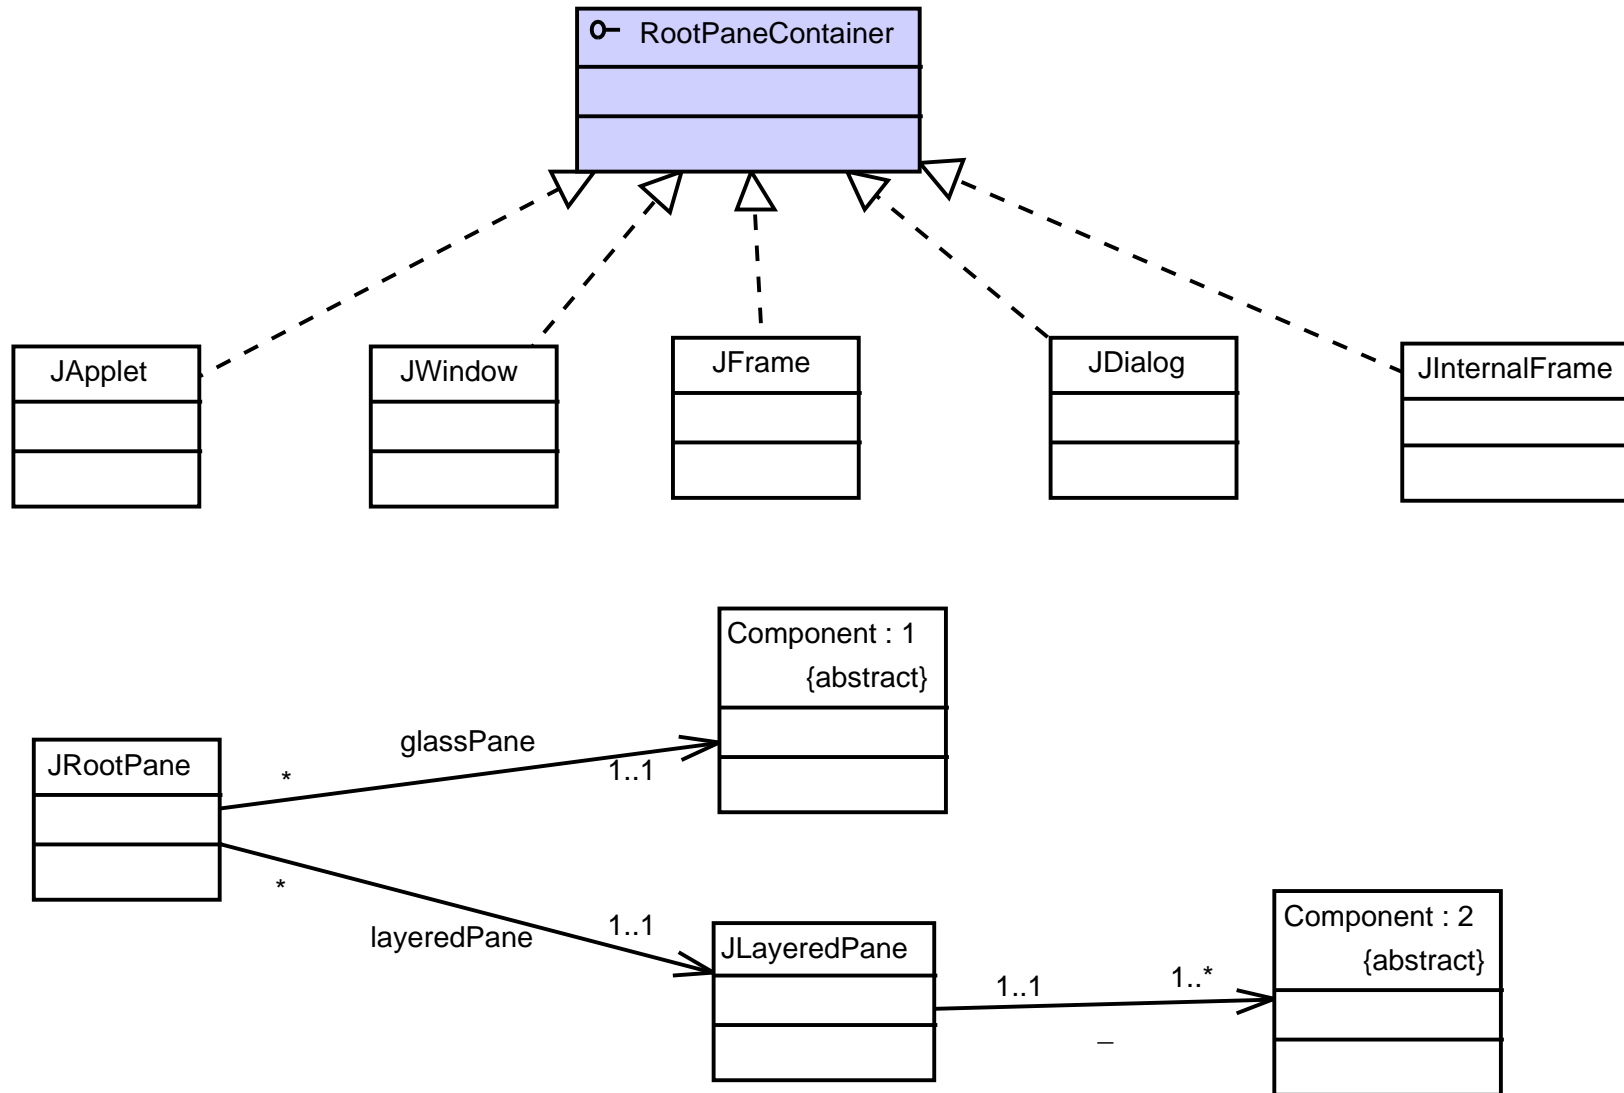 RootPaneContainer
JApplet
JWindow
JFrame
JDialog
JInternalFrame
Component : 1
{abstract}
glassPane
JRootPane
*
1..1
*
layeredPane
1..1
JLayeredPane
Component : 2
{abstract}
1..1
1..*
_